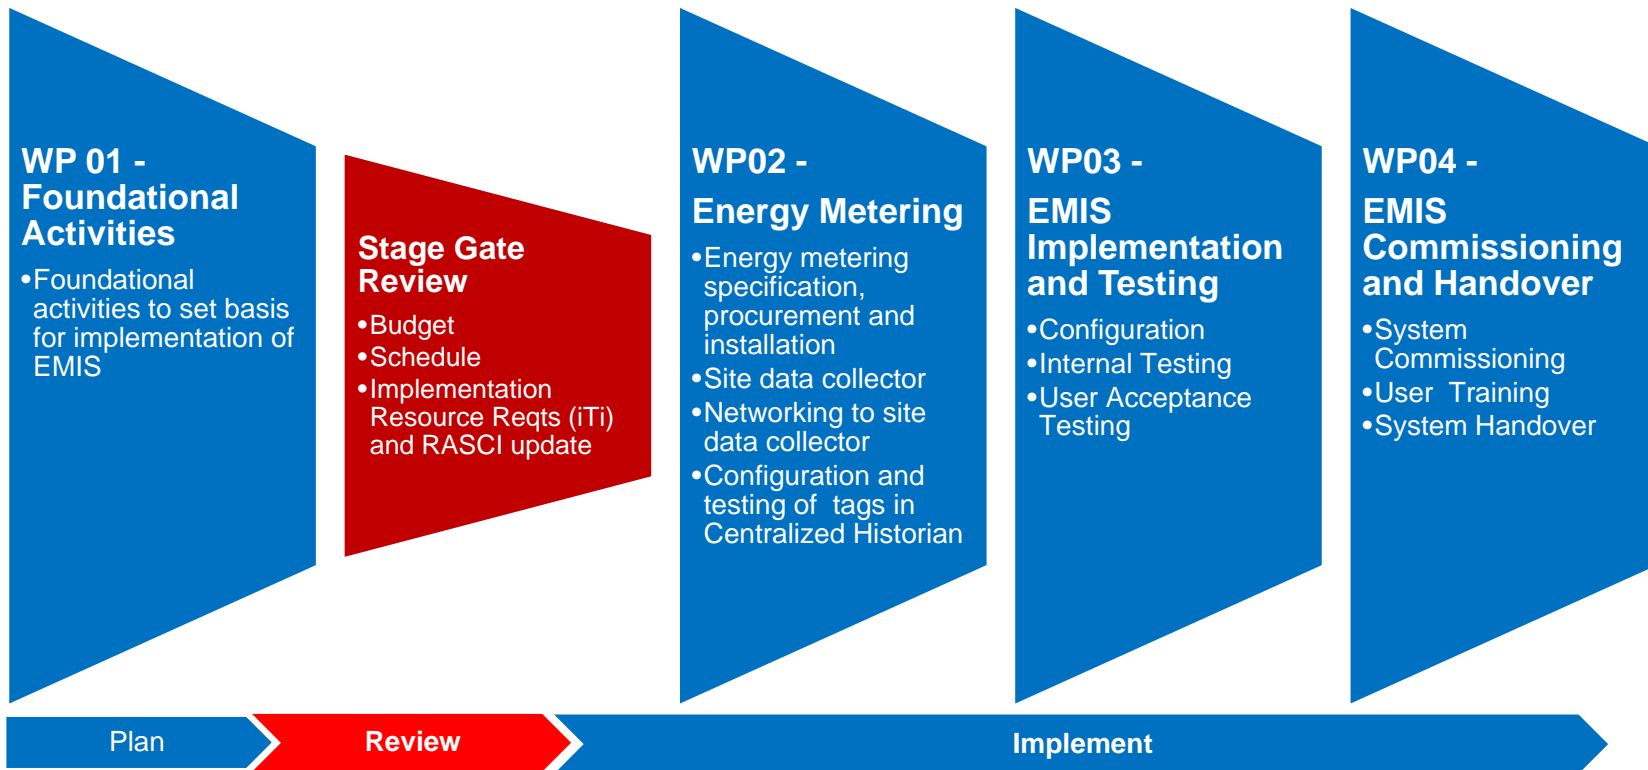 WP 01 -
Foundational
Activities
•Foundational
activities to set basis
for implementation of
EMIS
Stage Gate
Review
•Budget
•Schedule
•Implementation
Resource Reqts (iTi)
and RASCI update
WP02 -
Energy Metering
•Energy metering
specification,
procurement and
installation
•Site data collector
•Networking to site
data collector
•Configuration and
testing of  tags in
Centralized Historian
WP03 -
EMIS
Implementation
and Testing
•Configuration
•Internal Testing
•User Acceptance
Testing
WP04 -
EMIS
Commissioning
and Handover
•System
Commissioning
•User  Training
•System Handover
Plan
Review
Implement